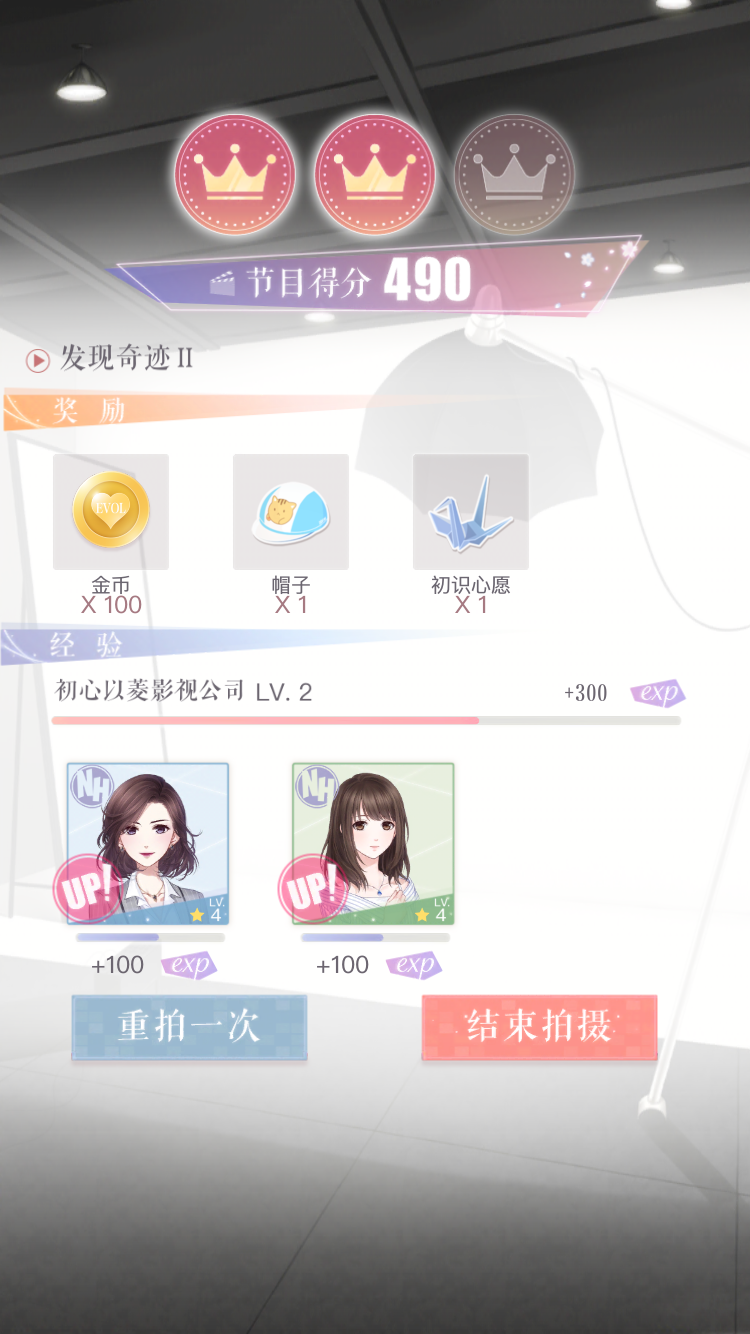 节目得分 490
发现奇迹 II
奖 励
EVOL
金币 帽子 初识心愿
X 100 X 1 X 1
经 验
初心以菱影视公司 LV. 2 +300 exp
NH NH
UP! UP!
LV. LV.
4 4
+100 exp +100 exp
重拍一次 结束拍摄